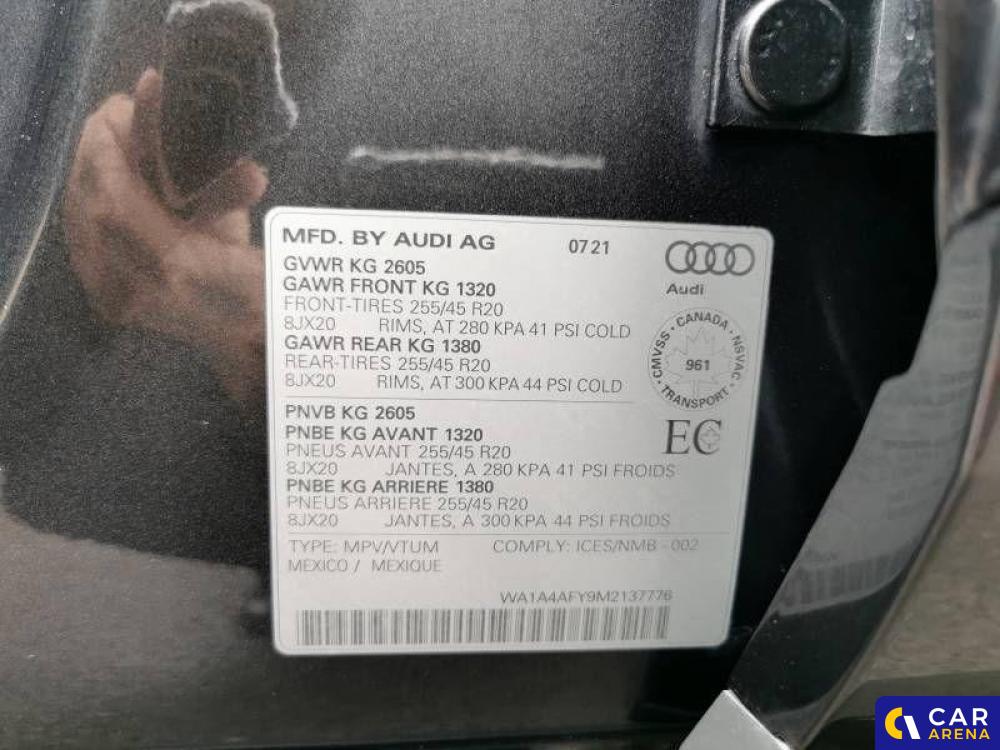 MFD. BY AUDI AG 07 21
GVWR KG 2605
GAWR FRONT KG 1320
FRONT-TIRES 255/45 R20
8JX20 RIMS, AT 280 KPA 41 PSI COLD
GAWR REAR KG 1380
REAR-TIRES 255/45 R20
8JX20 RIMS, AT 300 KPA 44 PSI COLD
Audi
CMVSS · CANADA · NSVAC · TRANSPORT ·
961
PNVB KG 2605
PNBE KG AVANT 1320
PNEUS AVANT 255/45 R20
8JX20 JANTES, A 280 KPA 41 PSI FROIDS
PNBE KG ARRIERE 1380
PNEUS ARRIERE 255/45 R20
8JX20 JANTES, A 300 KPA 44 PSI FROIDS
EC
TYPE: MPV/VTUM COMPLY: ICES/NMB - 002
MEXICO / MEXIQUE
WA1A4AFY9M2137776
CAR
ARENA